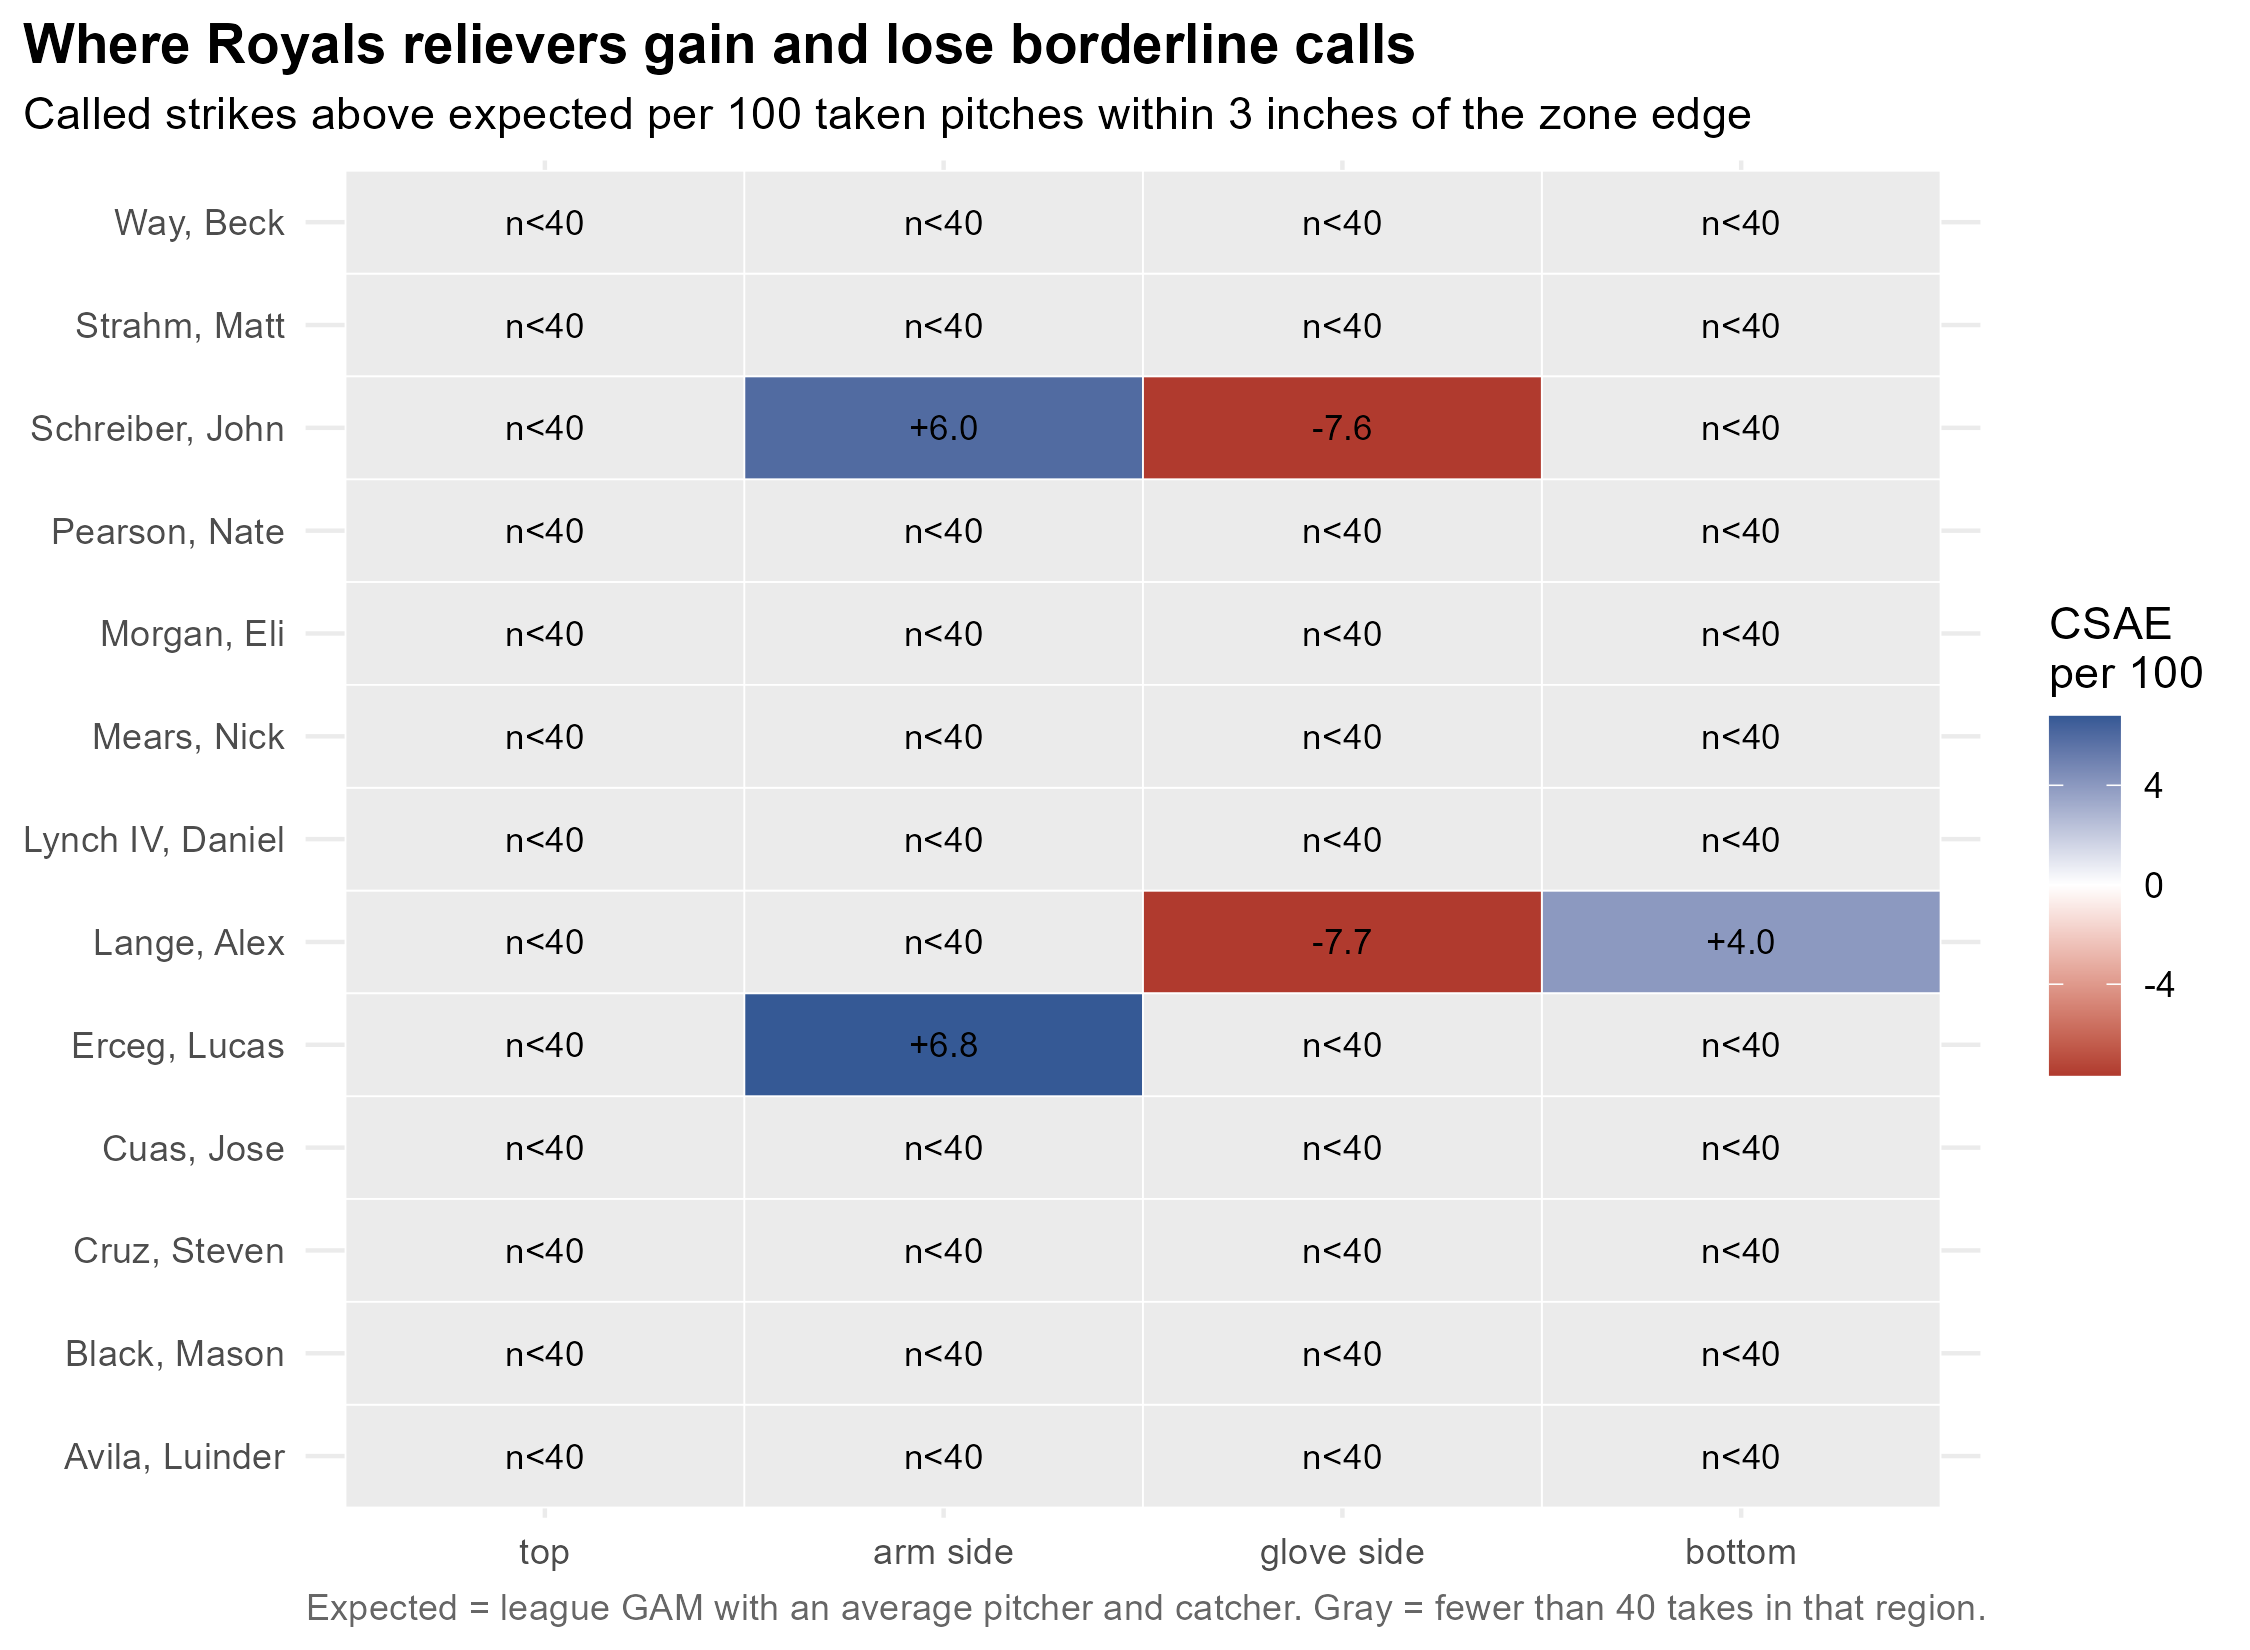 Where Royals relievers gain and lose borderline calls
Called strikes above expected per 100 taken pitches within 3 inches of the zone edge
Way, Beck n<40 n<40 n<40 n<40
Strahm, Matt n<40 n<40 n<40 n<40
Schreiber, John n<40 +6.0 -7.6 n<40
Pearson, Nate n<40 n<40 n<40 n<40
Morgan, Eli n<40 n<40 n<40 n<40
Mears, Nick n<40 n<40 n<40 n<40
Lynch IV, Daniel n<40 n<40 n<40 n<40
Lange, Alex n<40 n<40 -7.7 +4.0
Erceg, Lucas n<40 +6.8 n<40 n<40
Cuas, Jose n<40 n<40 n<40 n<40
Cruz, Steven n<40 n<40 n<40 n<40
Black, Mason n<40 n<40 n<40 n<40
Avila, Luinder n<40 n<40 n<40 n<40
top arm side glove side bottom
CSAE
per 100
4
0
-4
Expected = league GAM with an average pitcher and catcher. Gray = fewer than 40 takes in that region.